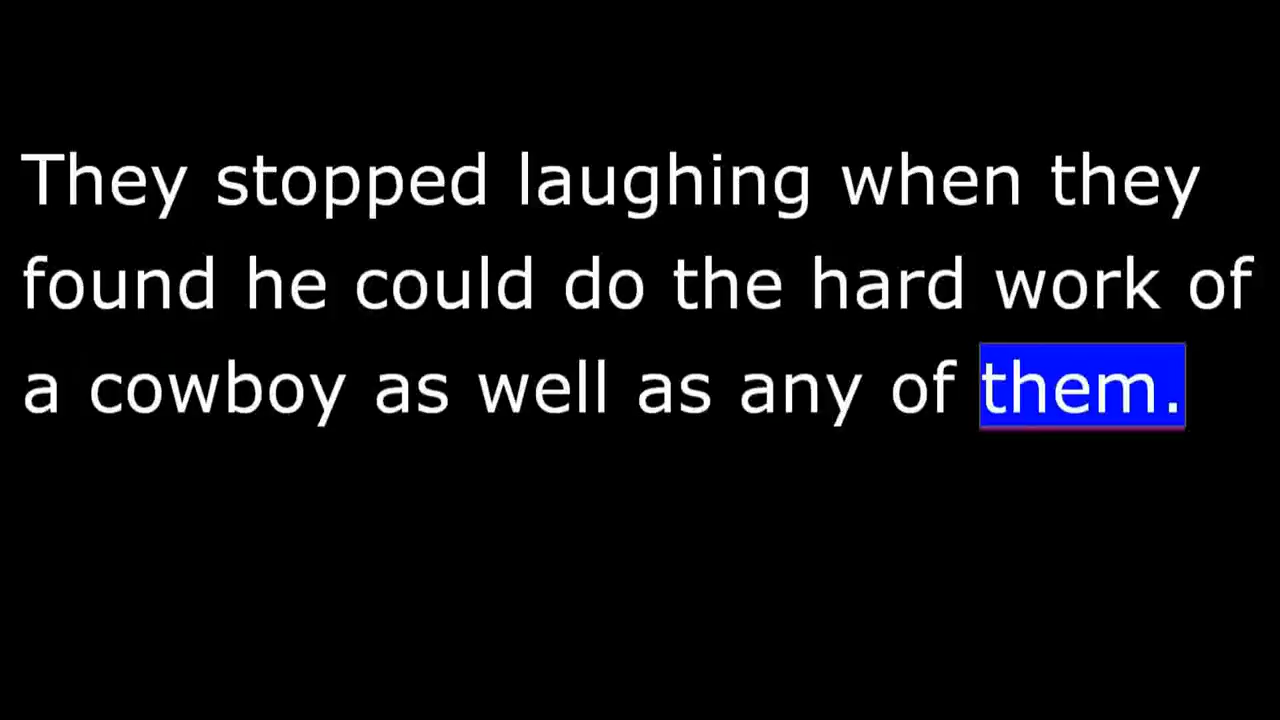 They stopped laughing when they
found he could do the hard work of
a cowboy as well as any of them.